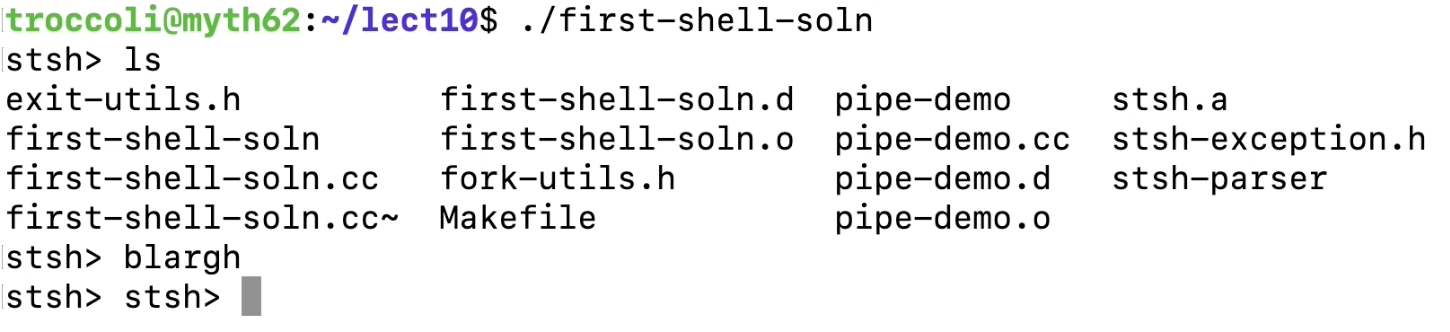 troccoli@myth62:~/lect10$ ./first-shell-soln
stsh> ls
exit-utils.h          first-shell-soln.d  pipe-demo     stsh.a
first-shell-soln      first-shell-soln.o  pipe-demo.cc  stsh-exception.h
first-shell-soln.cc   fork-utils.h        pipe-demo.d   stsh-parser
first-shell-soln.cc~  Makefile            pipe-demo.o
stsh> blargh
stsh> stsh>